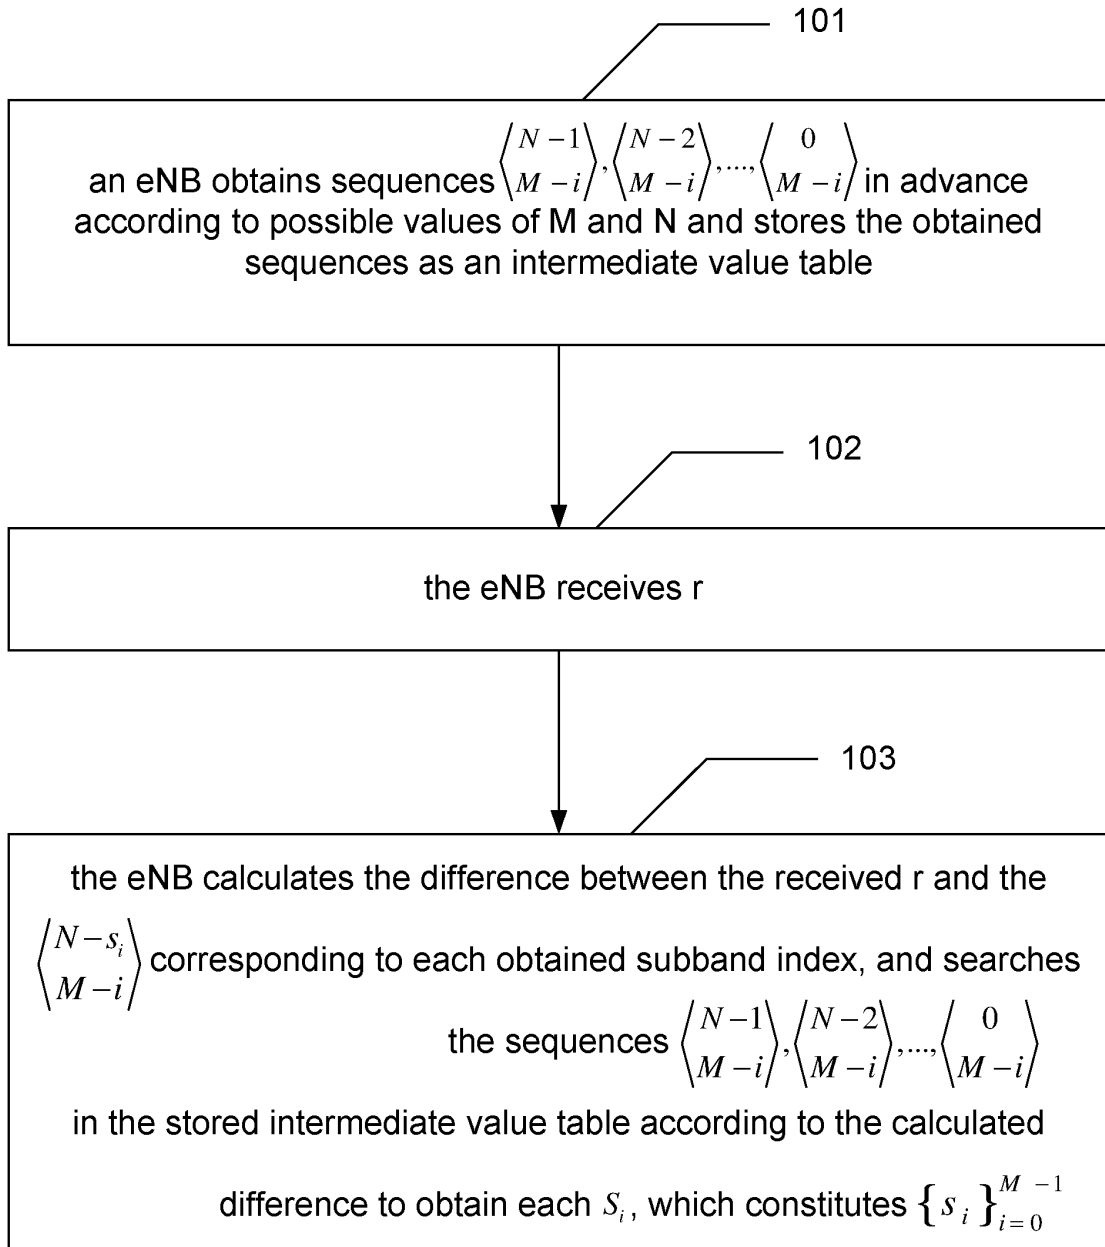 101
an eNB obtains sequences ⟨N − 1 / M − i⟩, ⟨N − 2 / M − i⟩, ..., ⟨0 / M − i⟩ in advance
according to possible values of M and N and stores the obtained
sequences as an intermediate value table
102
the eNB receives r
103
the eNB calculates the difference between the received r and the
⟨N − s_i / M − i⟩ corresponding to each obtained subband index, and searches
the sequences ⟨N − 1 / M − i⟩, ⟨N − 2 / M − i⟩, ..., ⟨0 / M − i⟩
in the stored intermediate value table according to the calculated
difference to obtain each S_i, which constitutes {s_i}_{i=0}^{M −1}